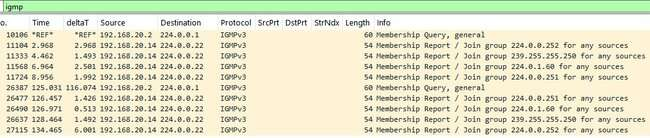 igmp
No. Time deltaT Source Destination Protocol SrcPrt DstPrt StrNdx Length Info
10106 *REF* *REF* 192.168.20.2 224.0.0.1 IGMPv3 60 Membership Query, general
11104 2.968 2.968 192.168.20.14 224.0.0.22 IGMPv3 54 Membership Report / Join group 224.0.0.252 for any sources
11333 4.462 1.493 192.168.20.14 224.0.0.22 IGMPv3 54 Membership Report / Join group 239.255.255.250 for any sources
11568 6.964 2.501 192.168.20.14 224.0.0.22 IGMPv3 54 Membership Report / Join group 224.0.1.60 for any sources
11724 8.956 1.992 192.168.20.14 224.0.0.22 IGMPv3 54 Membership Report / Join group 224.0.0.251 for any sources
26387 125.031 116.074 192.168.20.2 224.0.0.1 IGMPv3 60 Membership Query, general
26477 126.457 1.426 192.168.20.14 224.0.0.22 IGMPv3 54 Membership Report / Join group 224.0.0.251 for any sources
26490 126.971 0.513 192.168.20.14 224.0.0.22 IGMPv3 54 Membership Report / Join group 224.0.1.60 for any sources
26637 128.464 1.492 192.168.20.14 224.0.0.22 IGMPv3 54 Membership Report / Join group 239.255.255.250 for any sources
27115 134.465 6.001 192.168.20.14 224.0.0.22 IGMPv3 54 Membership Report / Join group 224.0.0.252 for any sources